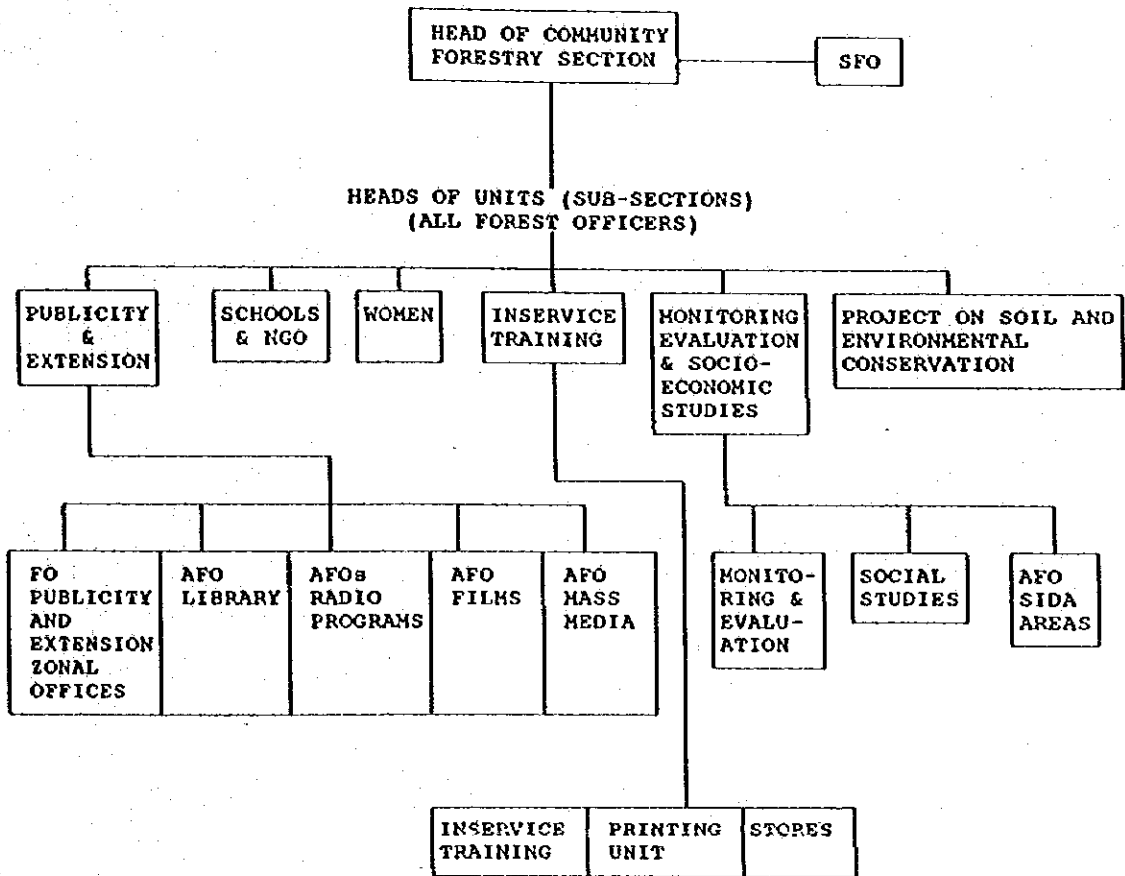 HEAD OF COMMUNITY
FORESTRY SECTION
SFO
HEADS OF UNITS (SUB-SECTIONS)
(ALL FOREST OFFICERS)
PUBLICITY
&
EXTENSION
SCHOOLS
& NGO
WOMEN
INSERVICE
TRAINING
MONITORING
EVALUATION
& SOCIO-
ECONOMIC
STUDIES
PROJECT ON SOIL AND
ENVIRONMENTAL
CONSERVATION
FO
PUBLICITY
AND
EXTENSION
ZONAL
OFFICES
AFO
LIBRARY
AFOs
RADIO
PROGRAMS
AFO
FILMS
AFO
MASS
MEDIA
MONITO-
RING &
EVALU-
ATION
SOCIAL
STUDIES
AFO
SIDA
AREAS
INSERVICE
TRAINING
PRINTING
UNIT
STORES